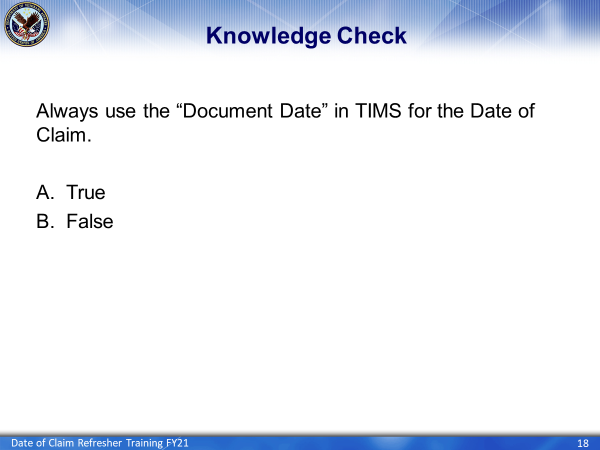 Knowledge Check
Always use the “Document Date” in TIMS for the Date of
Claim.
A. True
B. False
Date of Claim Refresher Training FY21
18